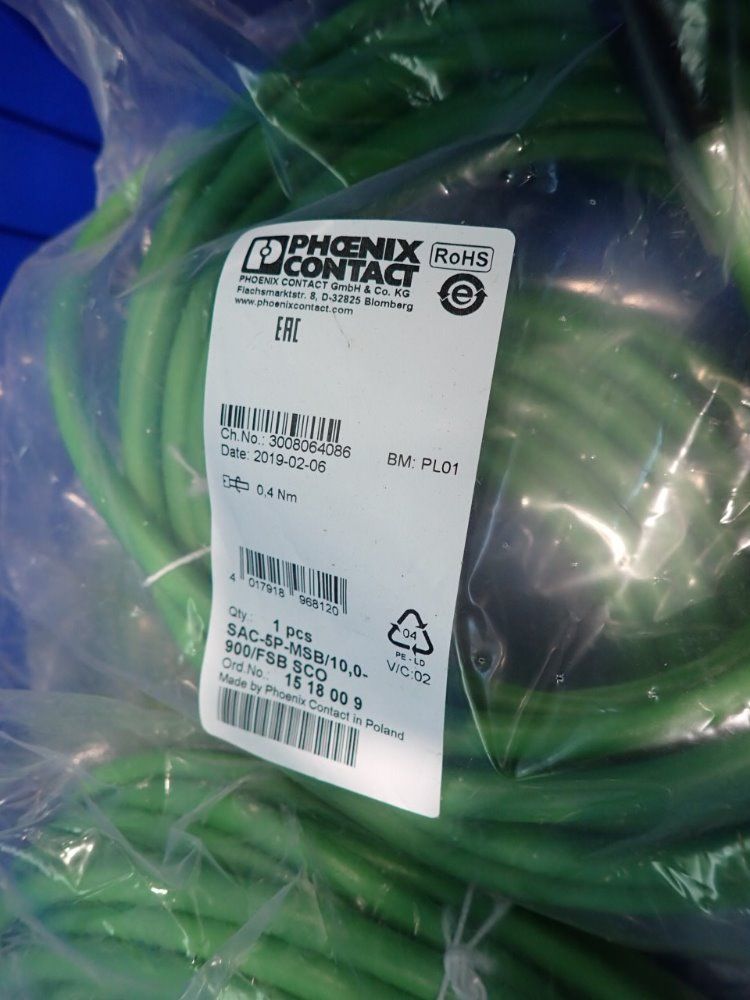 PHŒNIX
CONTACT
RoHS
e
PHOENIX CONTACT GmbH & Co. KG
Flachsmarktstr. 8, D-32825 Blomberg
www.phoenixcontact.com
EAC
Ch.No.: 3008064086
Date: 2019-02-06
BM: PL01
0,4 Nm
4 017918 968120
Qty.: 1 pcs
SAC-5P-MSB/10,0-
900/FSB SCO
Ord.No.: 15 18 00 9
Made by Phoenix Contact in Poland
04
PE-LD
V/C:02